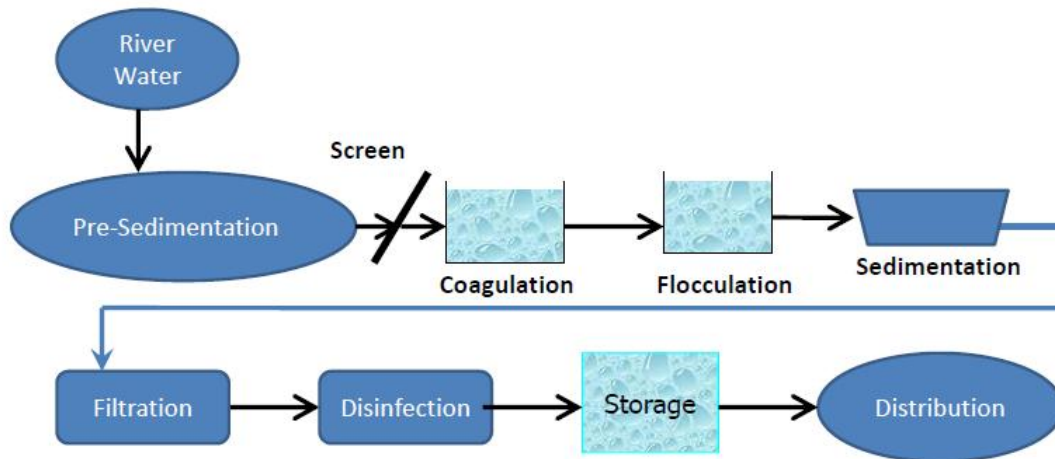 River
Water
Screen
Pre-Sedimentation
Coagulation
Flocculation
Sedimentation
Filtration
Disinfection
Storage
Distribution